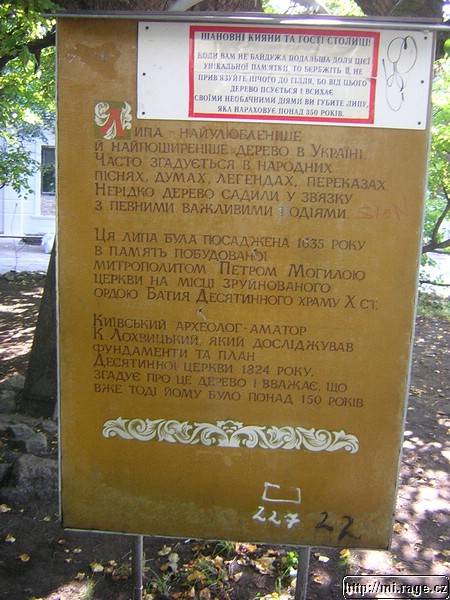 ШАНОВНІ КИЯНИ ТА ГОСТІ СТОЛИЦІ!
КОЛИ ВАМ НЕ БАЙДУЖА ПОДАЛЬША ДОЛЯ ЦІЄЇ
УНІКАЛЬНОЇ ПАМ'ЯТКИ, ТО БЕРЕЖІТЬ ЇЇ, НЕ
ПРИВ'ЯЗУЙТЕ НІЧОГО ДО ГІЛЛЯ, БО ВІД ЦЬОГО
ДЕРЕВО ПСУЄТЬСЯ І ВСИХАЄ
СВОЇМИ НЕОБАЧНИМИ ДІЯМИ ВИ ГУБИТЕ ЛИПУ,
ЯКА НАРАХОВУЄ ПОНАД 350 РОКІВ.
ЛИПА - НАЙУЛЮБЛЕНІШЕ
Й НАЙПОШИРЕНІШЕ ДЕРЕВО В УКРАЇНІ.
ЧАСТО ЗГАДУЄТЬСЯ В НАРОДНИХ
ПІСНЯХ, ДУМАХ, ЛЕГЕНДАХ, ПЕРЕКАЗАХ
НЕРІДКО ДЕРЕВО САДИЛИ У ЗВЯЗКУ
З ПЕВНИМИ ВАЖЛИВИМИ ПОДІЯМИ
ЦЯ ЛИПА БУЛА ПОСАДЖЕНА 1635 РОКУ
В ПАМЯТЬ ПОБУДОВАНОЇ
МИТРОПОЛИТОМ ПЕТРОМ МОГИЛОЮ
ЦЕРКВИ НА МІСЦІ ЗРУЙНОВАНОГО
ОРДОЮ БАТИЯ ДЕСЯТИННОГО ХРАМУ X СТ.
КИЇВСЬКИЙ АРХЕОЛОГ-АМАТОР
К. ЛОХВИЦЬКИЙ, ЯКИЙ ДОСЛІДЖУВАВ
ФУНДАМЕНТИ ТА ПЛАН
ДЕСЯТИННОЇ ЦЕРКВИ 1824 РОКУ,
ЗГАДУЄ ПРО ЦЕ ДЕРЕВО І ВВАЖАЄ, ЩО
ВЖЕ ТОДІ ЙОМУ БУЛО ПОНАД 150 РОКІВ
227 22
http://mi.rage.cz